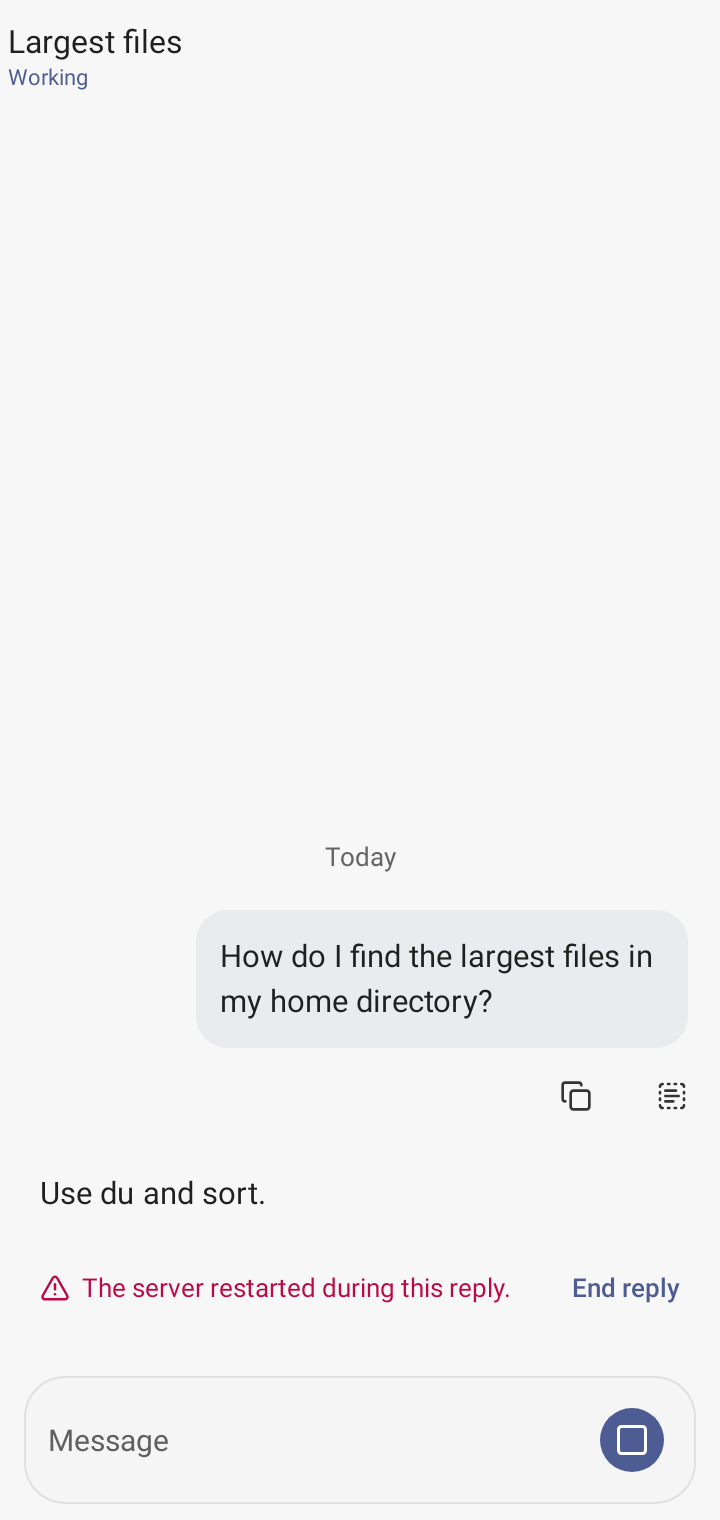 Largest files
Working
Today
How do I find the largest files in
my home directory?
Use du and sort.
The server restarted during this reply. End reply
Message